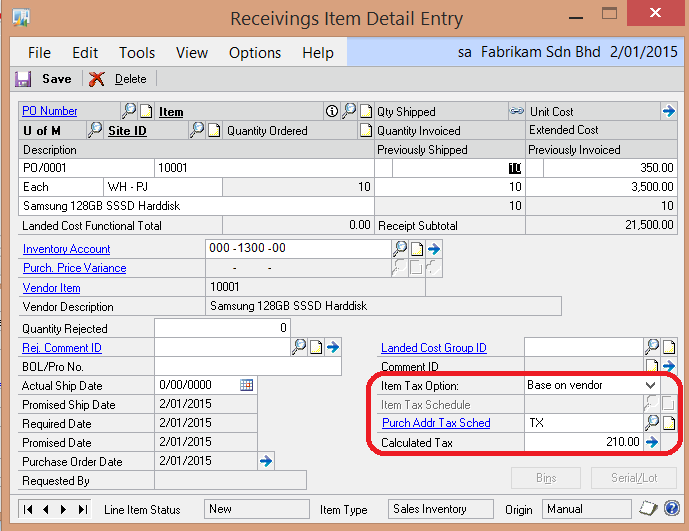 Receivings Item Detail Entry
File Edit Tools View Options Help sa Fabrikam Sdn Bhd 2/01/2015
Save Delete
PO Number Item Qty Shipped Unit Cost
U of M Site ID Quantity Ordered Quantity Invoiced Extended Cost
Description Previously Shipped Previously Invoiced
PO/0001 10001 10 350.00
Each WH - PJ 10 10 3,500.00
Samsung 128GB SSSD Harddisk 10 10
Landed Cost Functional Total 0.00 Receipt Subtotal 21,500.00
Inventory Account 000 -1300 -00
Purch. Price Variance - -
Vendor Item 10001
Vendor Description Samsung 128GB SSSD Harddisk
Quantity Rejected 0
Rej. Comment ID Landed Cost Group ID
BOL/Pro No. Comment ID
Actual Ship Date 0/00/0000 Item Tax Option: Base on vendor
Promised Ship Date 2/01/2015 Item Tax Schedule
Required Date 2/01/2015 Purch Addr Tax Sched TX
Promised Date 2/01/2015 Calculated Tax 210.00
Purchase Order Date 2/01/2015
Requested By Bins Serial/Lot
Line Item Status New Item Type Sales Inventory Origin Manual